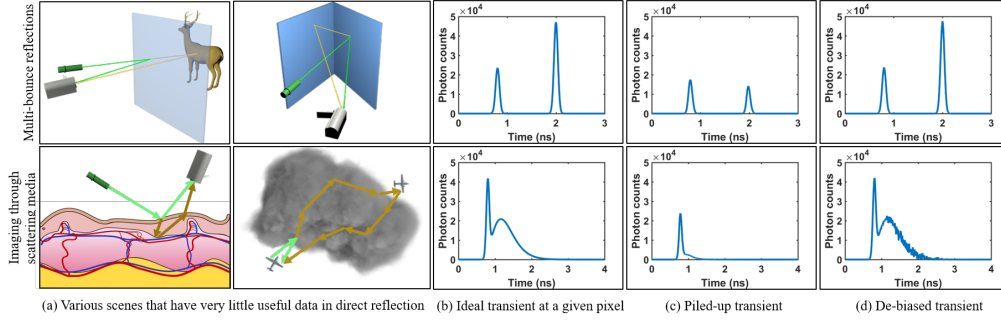 Multi-bounce reflections
×10⁴
Photon counts
5
4
3
2
1
0
0 1 2 3
Time (ns)
×10⁴
Photon counts
5
4
3
2
1
0
0 1 2 3
Time (ns)
×10⁴
Photon counts
5
4
3
2
1
0
0 1 2 3
Time (ns)
Imaging through
scattering media
×10⁴
Photon counts
5
4
3
2
1
0
0 1 2 3 4
Time (ns)
×10⁴
Photon counts
5
4
3
2
1
0
0 1 2 3 4
Time (ns)
×10⁴
Photon counts
5
4
3
2
1
0
0 1 2 3 4
Time (ns)
(a) Various scenes that have very little useful data in direct reflection
(b) Ideal transient at a given pixel
(c) Piled-up transient
(d) De-biased transient